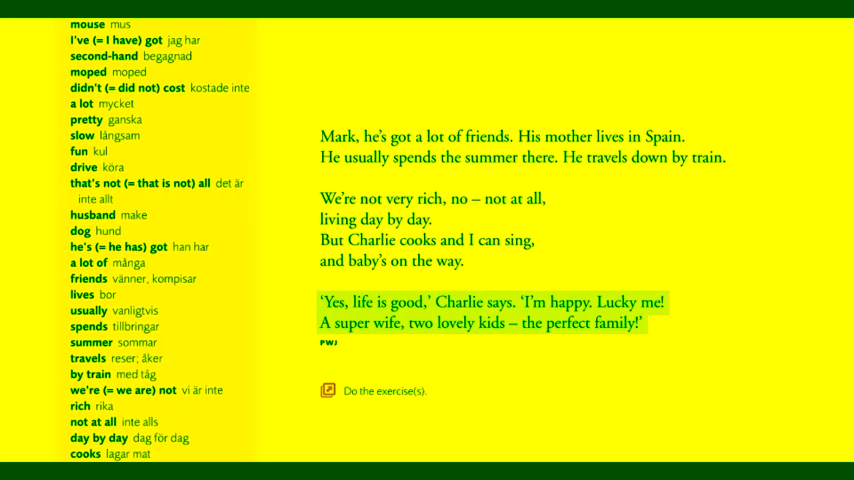 mouse mus
I've (= I have) got jag har
second-hand begagnad
moped moped
didn't (= did not) cost kostade inte
a lot mycket
pretty ganska
slow långsam
fun kul
drive köra
that's not (= that is not) all det är
inte allt
husband make
dog hund
he's (= he has) got han har
a lot of många
friends vänner, kompisar
lives bor
usually vanligtvis
spends tillbringar
summer sommar
travels reser; åker
by train med tåg
we're (= we are) not vi är inte
rich rika
not at all inte alls
day by day dag för dag
cooks lagar mat
Mark, he's got a lot of friends. His mother lives in Spain.
He usually spends the summer there. He travels down by train.
We're not very rich, no – not at all,
living day by day.
But Charlie cooks and I can sing,
and baby's on the way.
‘Yes, life is good,’ Charlie says. ‘I'm happy. Lucky me!
A super wife, two lovely kids – the perfect family!’
PWJ
Do the exercise(s).